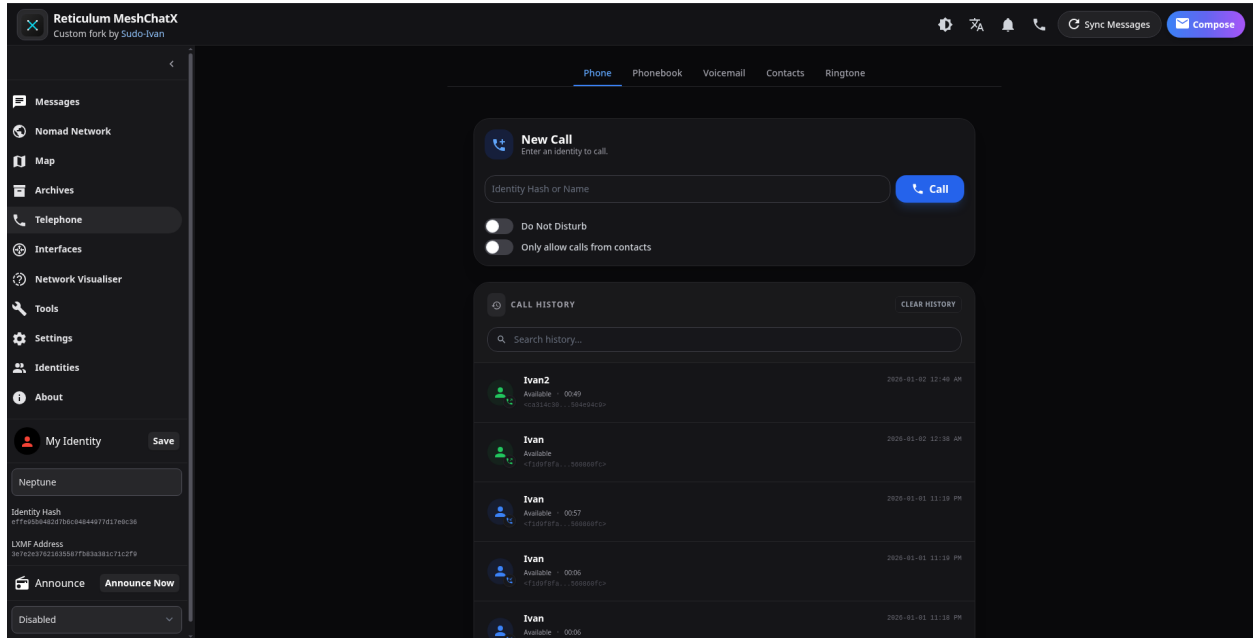 Reticulum MeshChatX
Custom fork by Sudo-Ivan
Sync Messages
Compose
Messages
Nomad Network
Map
Archives
Telephone
Interfaces
Network Visualiser
Tools
Settings
Identities
About
My Identity
Save
Neptune
Identity Hash
LXMF Address
Announce
Announce Now
Disabled
Phone Phonebook Voicemail Contacts Ringtone
New Call
Enter an identity to call.
Identity Hash or Name
Call
Do Not Disturb
Only allow calls from contacts
CALL HISTORY
CLEAR HISTORY
Search history...
Ivan2
2026-01-02 12:40 AM
Available · 00:49
Ivan
2026-01-02 12:36 AM
Available
Ivan
2026-01-01 11:19 PM
Available · 00:57
Ivan
2026-01-01 11:19 PM
Available · 00:06
Ivan
2026-01-01 11:18 PM
Available · 00:06